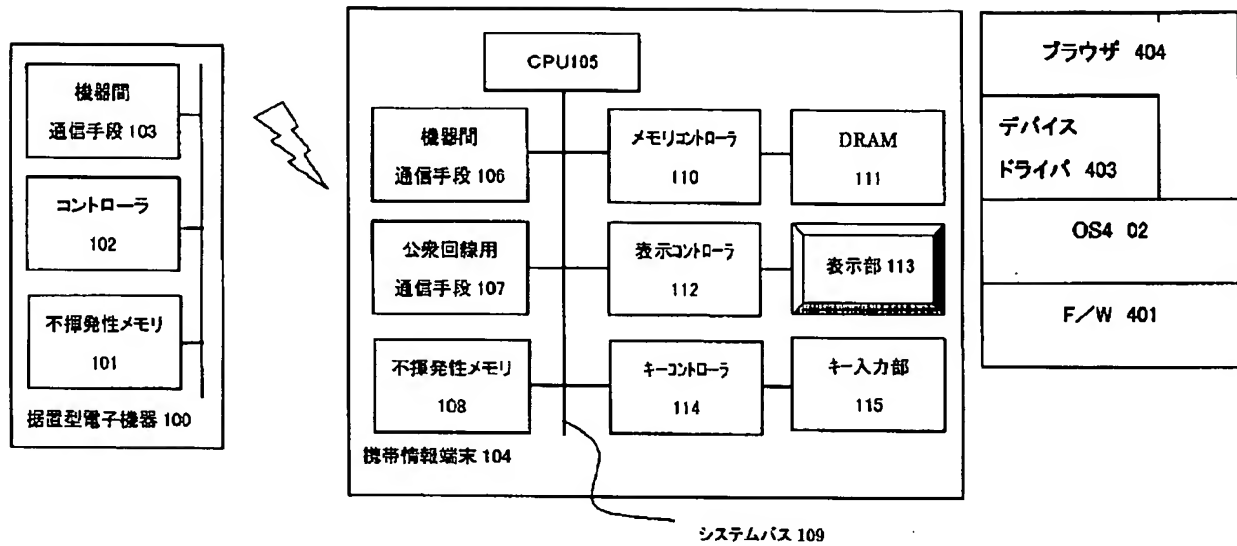 機器間
通信手段 103
コントローラ
102
不揮発性メモリ
101
据置型電子機器 100
CPU105
機器間
通信手段 106
メモリコントローラ
110
DRAM
111
公衆回線用
通信手段 107
表示コントローラ
112
表示部 113
不揮発性メモリ
108
キーコントローラ
114
キー入力部
115
携帯情報端末 104
システムバス 109
ブラウザ 404
デバイス
ドライバ 403
OS4 02
F/W 401